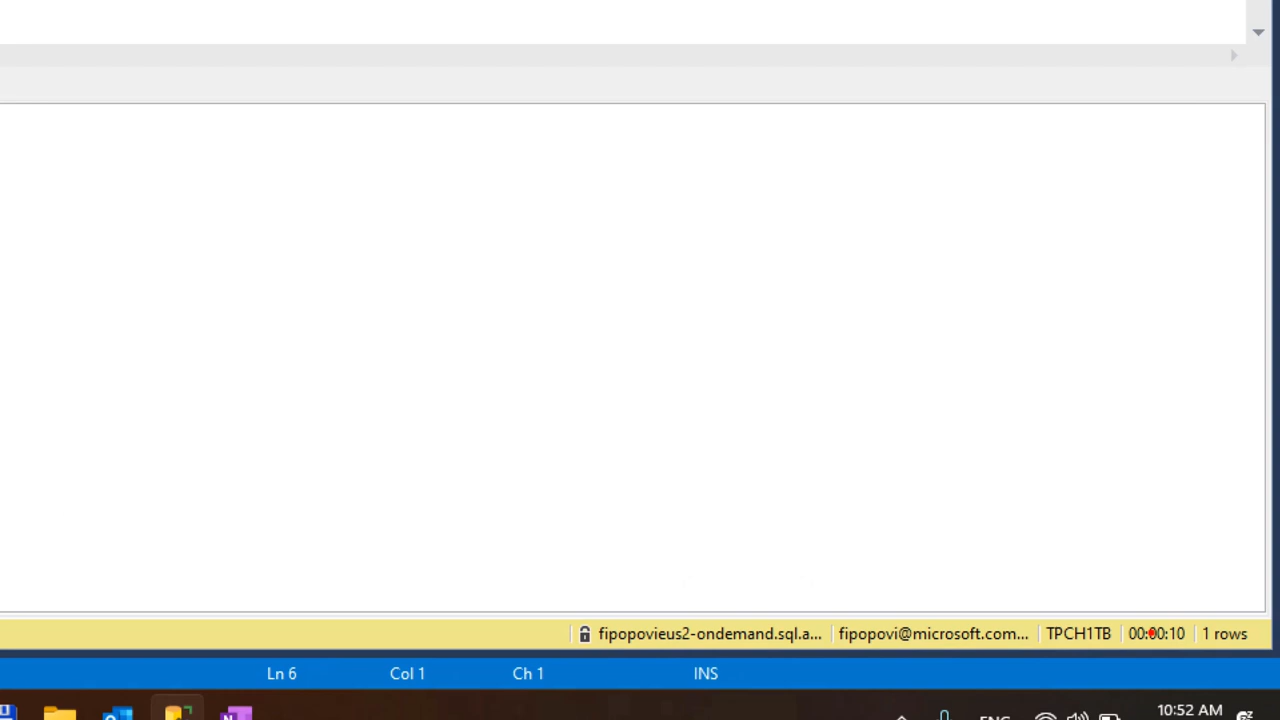 fipopovieus2-ondemand.sql.a... fipopovi@microsoft.com... TPCH1TB 00:00:10 1 rows
Ln 6 Col 1 Ch 1 INS
ENG 10:52 AM